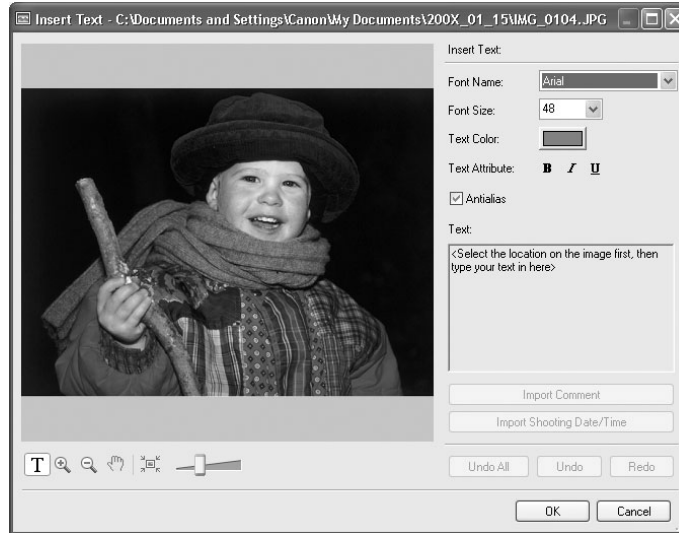 Insert Text - C:\Documents and Settings\Canon\My Documents\200X_01_15\IMG_0104.JPG
Insert Text:
Font Name: Arial
Font Size: 48
Text Color:
Text Attribute: B I U
Antialias
Text:
<Select the location on the image first, then
type your text in here>
Import Comment
Import Shooting Date/Time
T
Undo All Undo Redo
OK Cancel